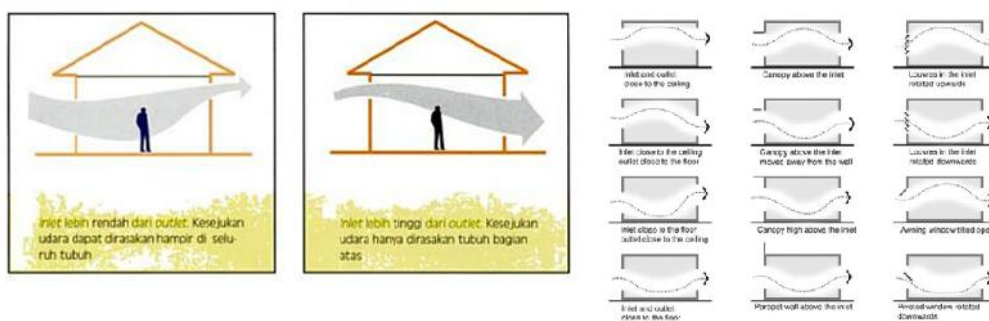 Inlet lebih rendah dari outlet. Kesejukan
udara dapat dirasakan hampir di selu-
ruh tubuh
Inlet lebih tinggi dari outlet. Kesejukan
udara hanya dirasakan tubuh bagian
atas
Inlet and outlet
close to the ceiling
Canopy above the inlet
Louvres in the inlet
rotated upwards
Inlet close to the ceiling
outlet close to the floor
Canopy above the inlet
moved away from the wall
Louvres in the inlet
rotated downwards
Inlet close to the floor
outlet close to the ceiling
Canopy high above the inlet
Awning window tilted ope
Inlet and outlet
close to the floor
Parapet wall above the inlet
window rotated
downwards